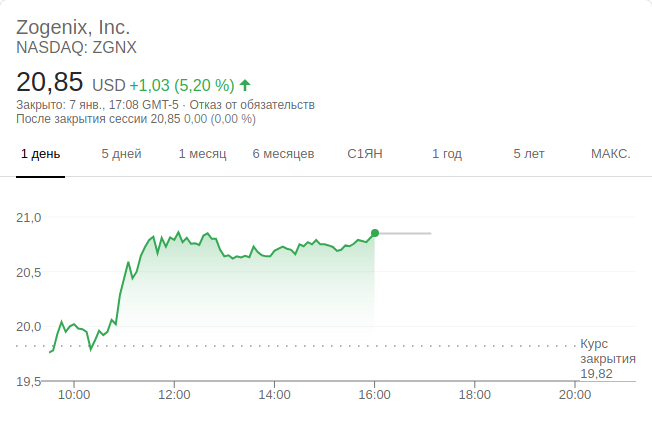 Zogenix, Inc.
NASDAQ: ZGNX
20,85 USD +1,03 (5,20 %)
Закрыто: 7 янв., 17:08 GMT-5 · Отказ от обязательств
После закрытия сессии 20,85 0,00 (0,00 %)
1 день 5 дней 1 месяц 6 месяцев С1ЯН 1 год 5 лет МАКС.
21,0
20,5
20,0
Курс
закрытия
19,82
19,5
10:00 12:00 14:00 16:00 18:00 20:00